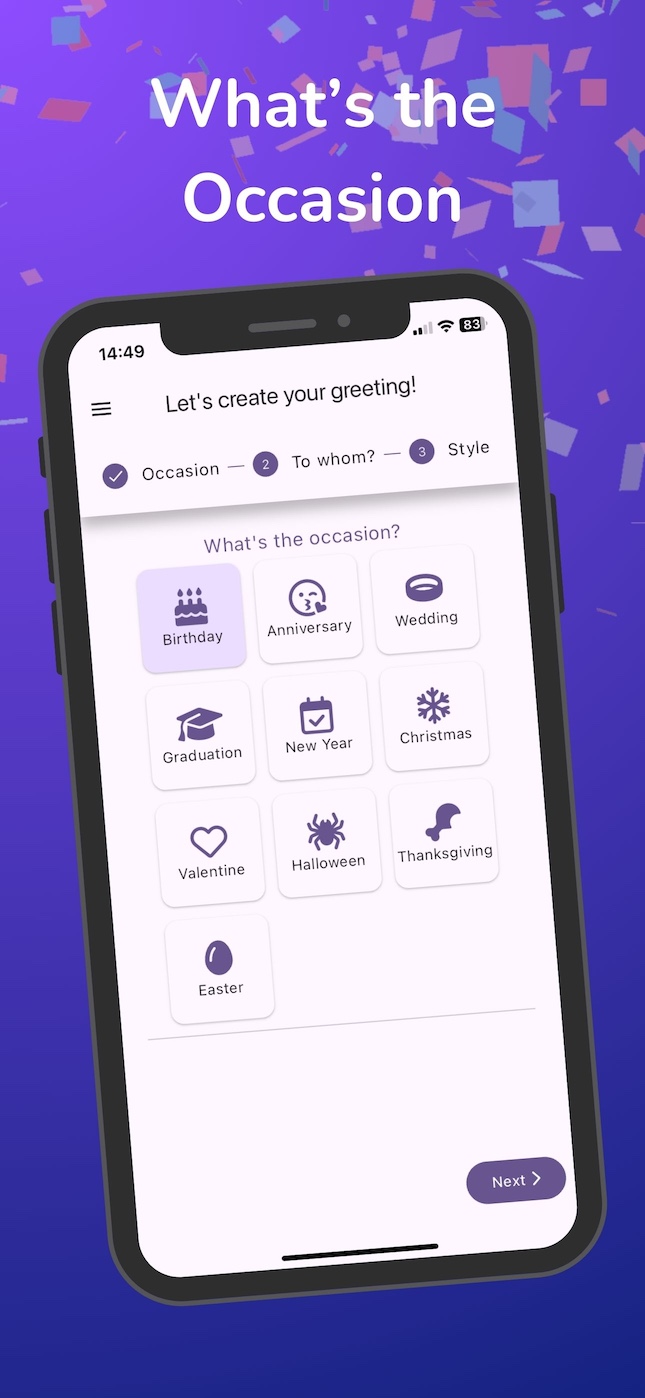 What’s the
Occasion
14:49
83
Let's create your greeting!
Occasion
2
To whom?
3
Style
What's the occasion?
Birthday
Anniversary
Wedding
Graduation
New Year
Christmas
Valentine
Halloween
Thanksgiving
Easter
Next